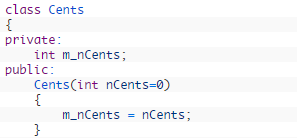 class Cents
{
private:
    int m_nCents;
public:
    Cents(int nCents=0)
    {
        m_nCents = nCents;
    }